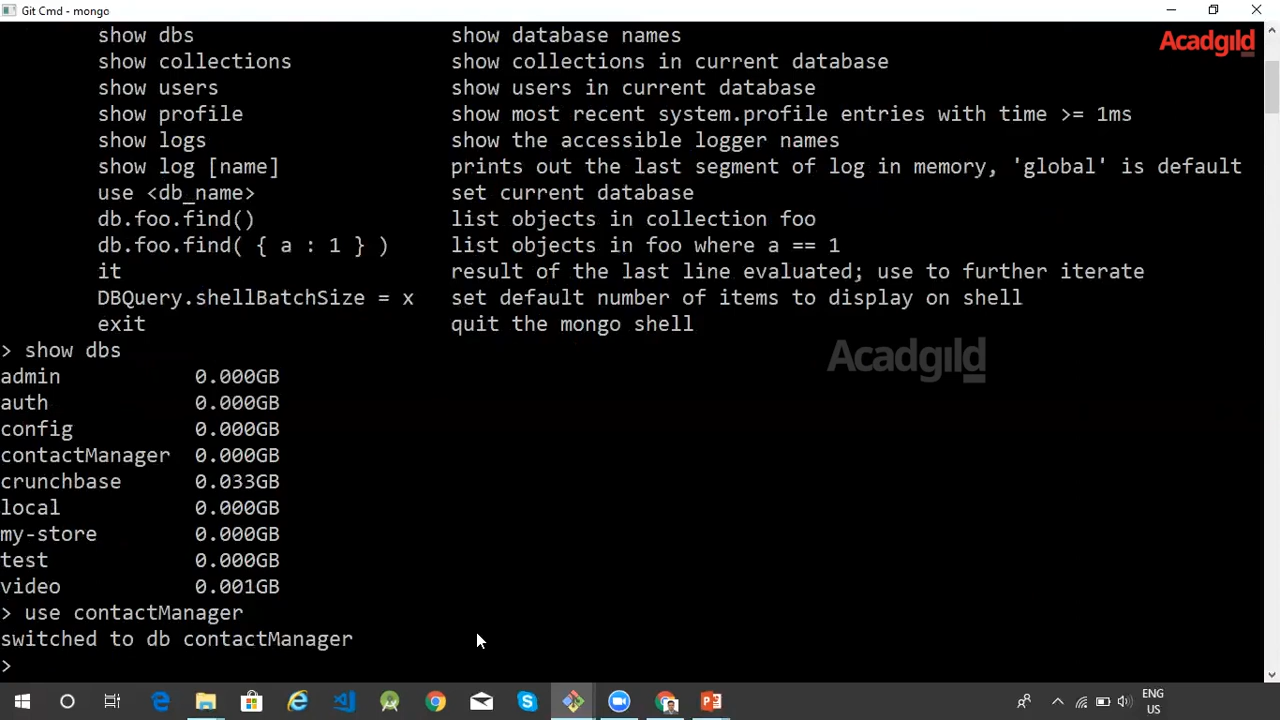 Git Cmd - mongo
show dbs show database names
show collections show collections in current database
show users show users in current database
show profile show most recent system.profile entries with time >= 1ms
show logs show the accessible logger names
show log [name] prints out the last segment of log in memory, 'global' is default
use <db_name> set current database
db.foo.find() list objects in collection foo
db.foo.find( { a : 1 } ) list objects in foo where a == 1
it result of the last line evaluated; use to further iterate
DBQuery.shellBatchSize = x set default number of items to display on shell
exit quit the mongo shell
> show dbs
admin 0.000GB
auth 0.000GB
config 0.000GB
contactManager 0.000GB
crunchbase 0.033GB
local 0.000GB
my-store 0.000GB
test 0.000GB
video 0.001GB
> use contactManager
switched to db contactManager
>
Acadgild
Acadgild
ENG
US